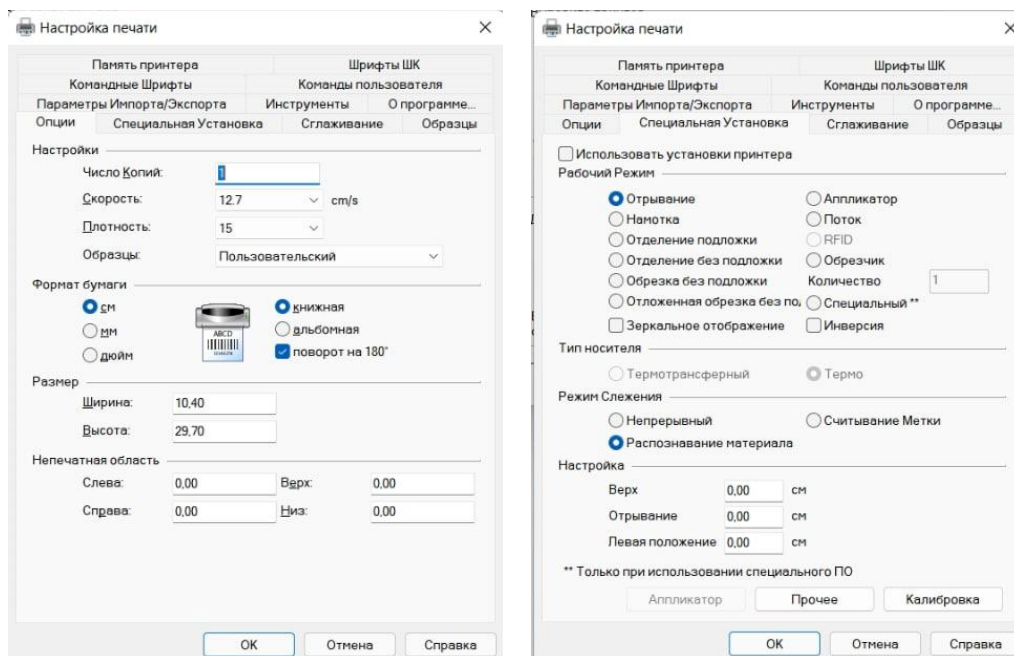 Настройка печати
Память принтера Шрифты ШК
Командные Шрифты Команды пользователя
Параметры Импорта/Экспорта Инструменты О программе...
Опции Специальная Установка Сглаживание Образцы
Настройки
Число Копий: 1
Скорость: 12.7 cm/s
Плотность: 15
Образцы: Пользовательский
Формат бумаги
см книжная
мм альбомная
дюйм поворот на 180°
ABCD
Размер
Ширина: 10,40
Высота: 29,70
Непечатная область
Слева: 0,00 Верх: 0,00
Справа: 0,00 Низ: 0,00
OK Отмена Справка
Настройка печати
Память принтера Шрифты ШК
Командные Шрифты Команды пользователя
Параметры Импорта/Экспорта Инструменты О программе...
Опции Специальная Установка Сглаживание Образцы
Использовать установки принтера
Рабочий Режим
Отрывание Аппликатор
Намотка Поток
Отделение подложки RFID
Отделение без подложки Обрезчик
Обрезка без подложки Количество 1
Отложенная обрезка без под Специальный **
Зеркальное отображение Инверсия
Тип носителя
Термотрансферный Термо
Режим Слежения
Непрерывный Считывание Метки
Распознавание материала
Настройка
Верх 0,00 см
Отрывание 0,00 см
Левая положение 0,00 см
** Только при использовании специального ПО
Аппликатор Прочее Калибровка
OK Отмена Справка